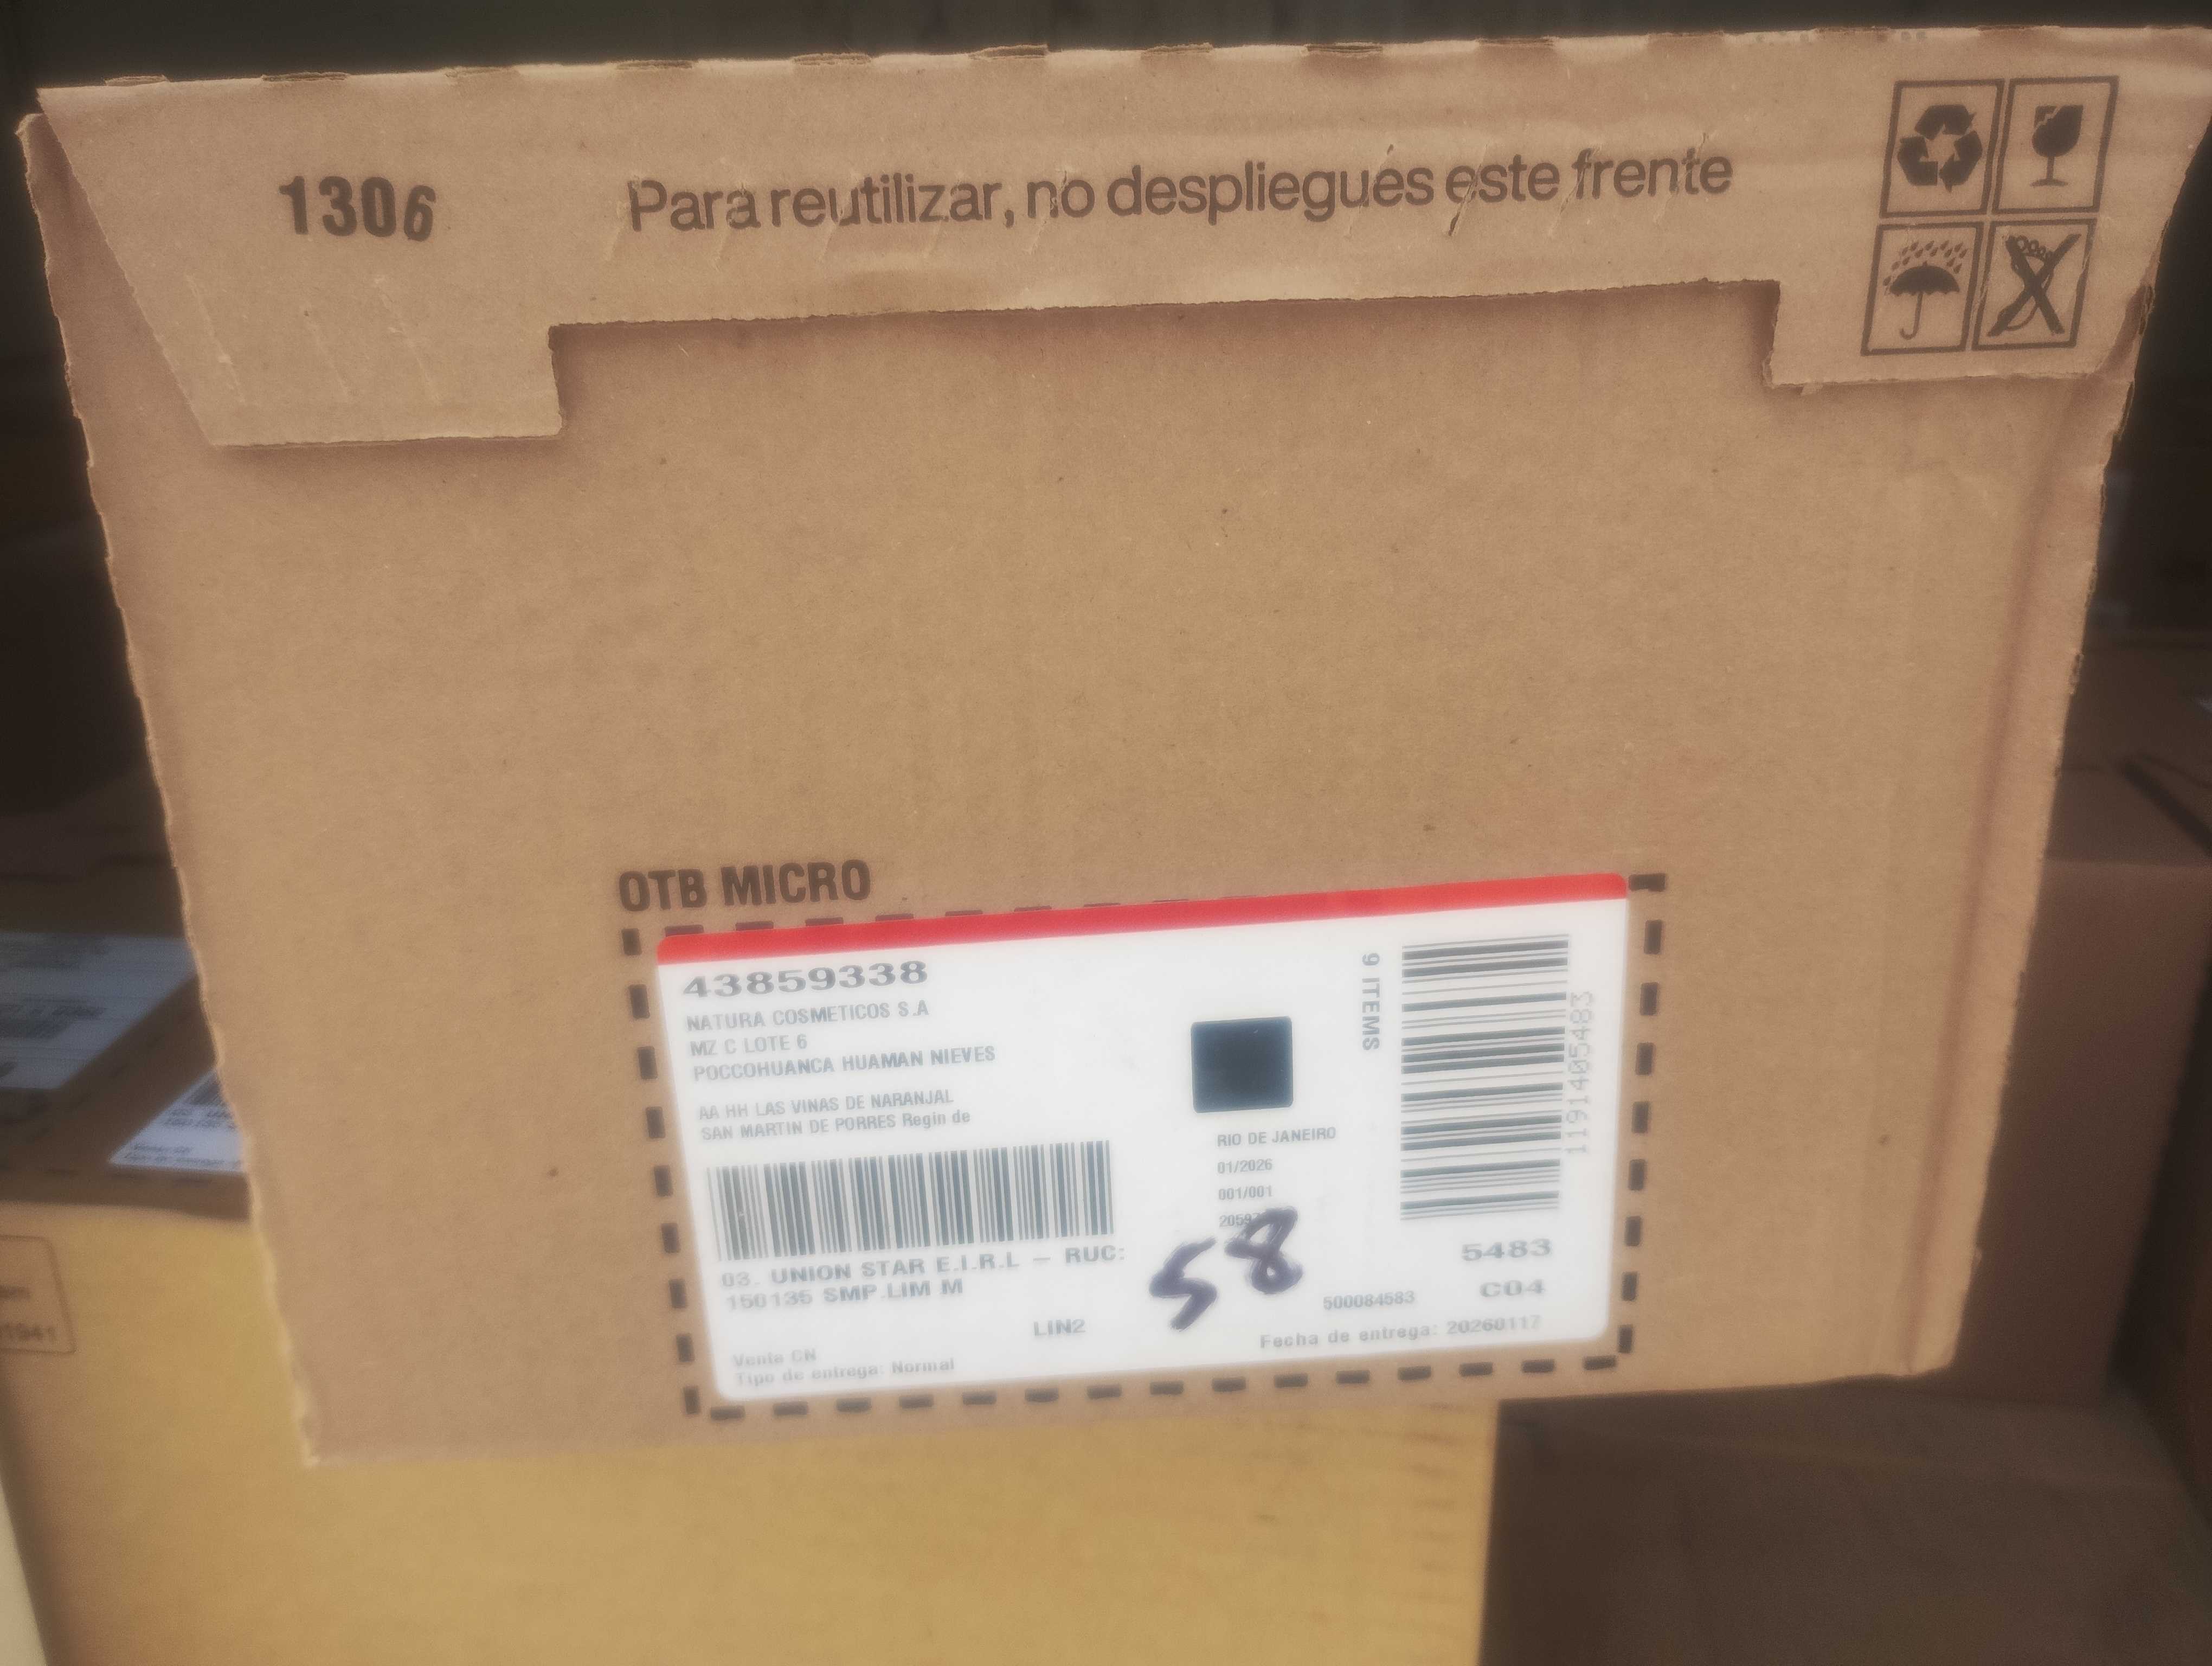 1306
Para reutilizar, no despliegues este frente
OTB MICRO
43859338
NATURA COSMETICOS S.A
MZ C LOTE 6
POCCOHUANCA HUAMAN NIEVES
AA HH LAS VINAS DE NARANJAL
SAN MARTIN DE PORRES Regin de
03. UNION STAR E.I.R.L - RUC:
150135 SMP.LIM M
LIN2
Venta CN
Tipo de entrega: Normal
RIO DE JANEIRO
01/2026
001/001
58
500084583
Fecha de entrega: 20260117
9 ITEMS
1191405483
5483
C04